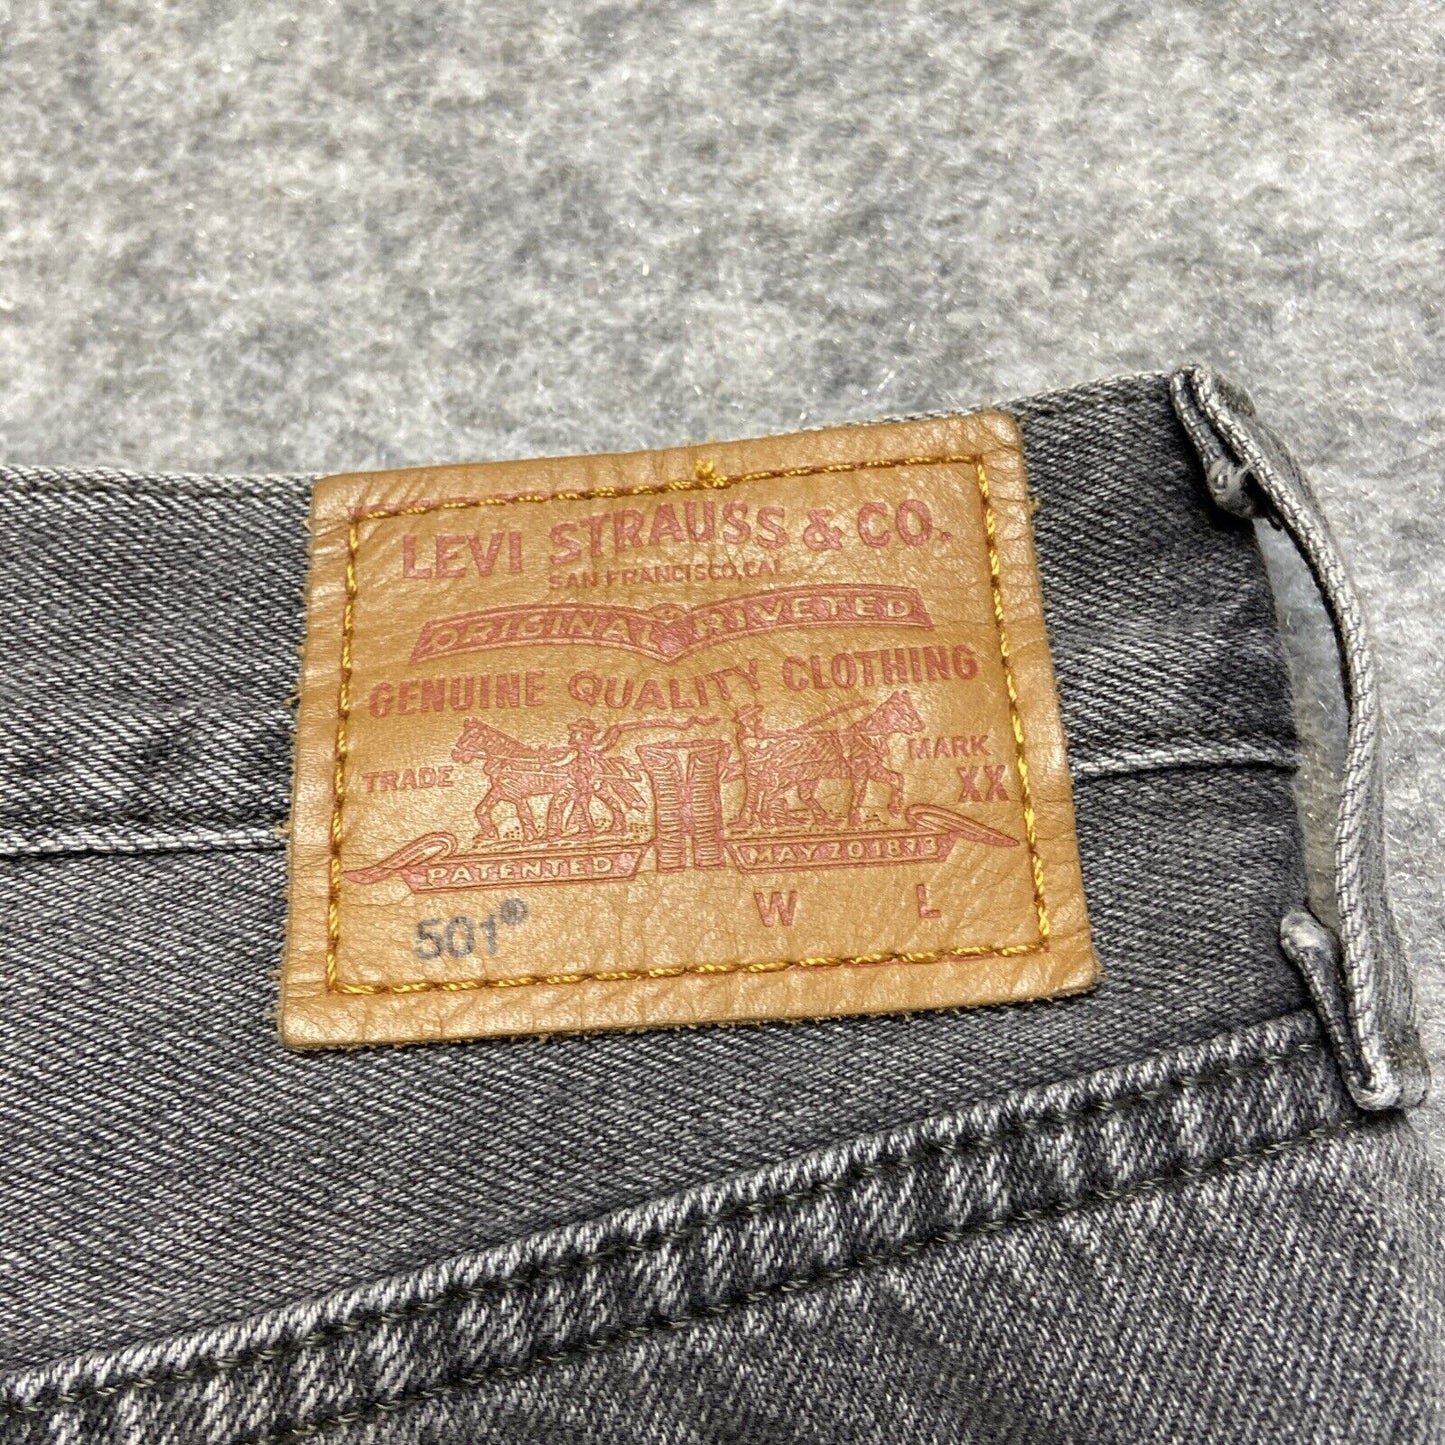 LEVI STRAUSS & CO.
SAN FRANCISCO, CAL.
ORIGINAL RIVETED
GENUINE QUALITY CLOTHING
TRADE MARK
XX
PATENTED MAY 20 1873
W L
501®